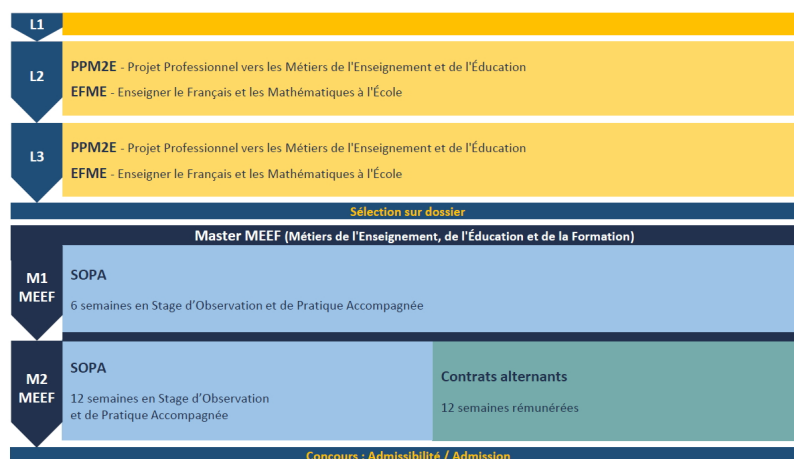 L1
L2
PPM2E - Projet Professionnel vers les Métiers de l'Enseignement et de l'Éducation
EFME - Enseigner le Français et les Mathématiques à l'École
L3
PPM2E - Projet Professionnel vers les Métiers de l'Enseignement et de l'Éducation
EFME - Enseigner le Français et les Mathématiques à l'École
Sélection sur dossier
Master MEEF (Métiers de l'Enseignement, de l'Éducation et de la Formation)
M1
MEEF
SOPA
6 semaines en Stage d’Observation et de Pratique Accompagnée
M2
MEEF
SOPA
12 semaines en Stage d’Observation
et de Pratique Accompagnée
Contrats alternants
12 semaines rémunérées
Concours : Admissibilité / Admission